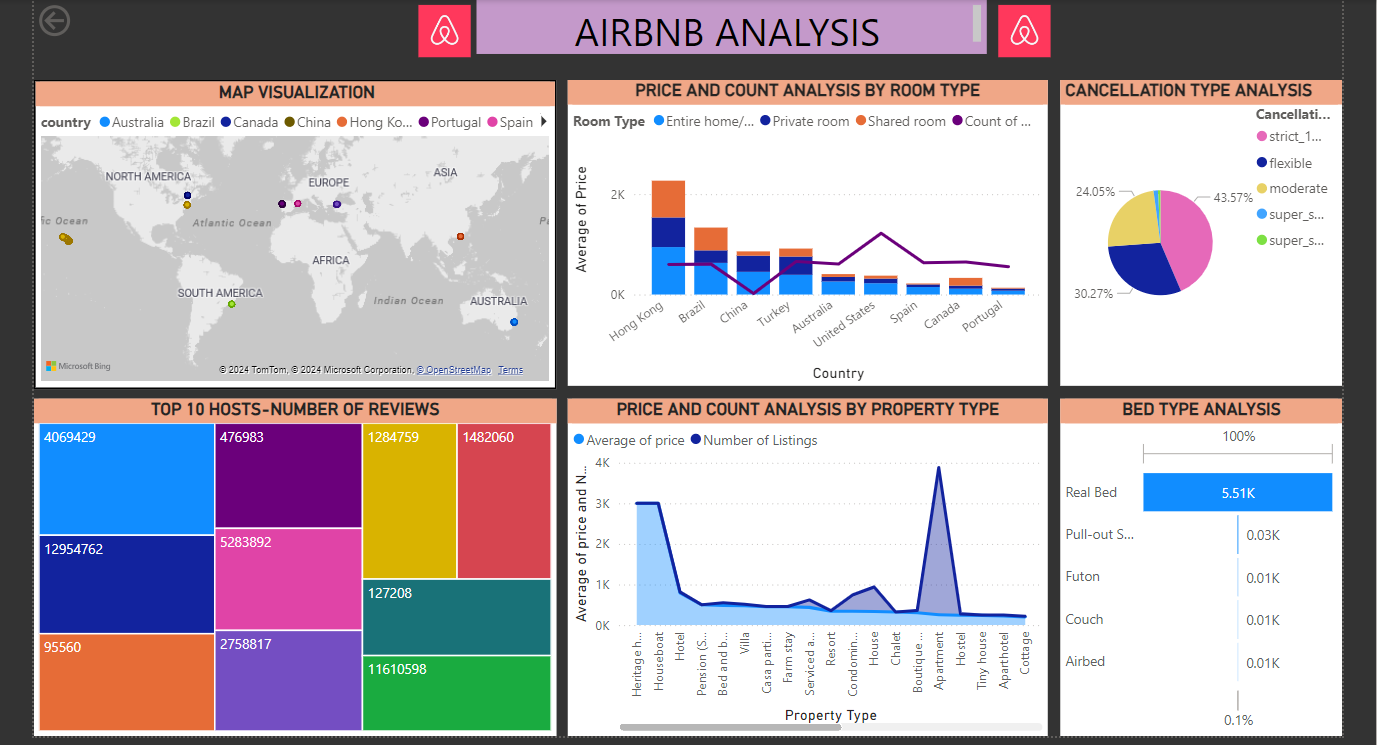 AIRBNB ANALYSIS
MAP VISUALIZATION
country Australia Brazil Canada China Hong Ko... Portugal Spain
NORTH AMERICA
EUROPE
ASIA
ic Ocean
Atlantic Ocean
P
AFRICA
SOUTH AMERICA
Indian Ocean
AUSTRALIA
Microsoft Bing
© 2024 TomTom, © 2024 Microsoft Corporation, © OpenStreetMap Terms
PRICE AND COUNT ANALYSIS BY ROOM TYPE
Room Type Entire home/... Private room Shared room Count of ...
Average of Price
2K
0K
Hong Kong
Brazil
China
Turkey
Australia
United States
Spain
Canada
Portugal
Country
CANCELLATION TYPE ANALYSIS
Cancellati...
strict_1...
flexible
moderate
super_s...
super_s...
24.05%
43.57%
30.27%
TOP 10 HOSTS-NUMBER OF REVIEWS
4069429
476983
1284759
1482060
12954762
5283892
127208
95560
2758817
11610598
PRICE AND COUNT ANALYSIS BY PROPERTY TYPE
Average of price Number of Listings
Average of price and N...
4K
3K
2K
1K
0K
Heritage h...
Houseboat
Hotel
Pension (S...
Bed and b...
Villa
Casa parti...
Farm stay
Serviced a...
Resort
Condomin...
House
Chalet
Boutique ...
Apartment
Hostel
Tiny house
Aparthotel
Cottage
Property Type
BED TYPE ANALYSIS
100%
Real Bed 5.51K
Pull-out S... 0.03K
Futon 0.01K
Couch 0.01K
Airbed 0.01K
0.1%